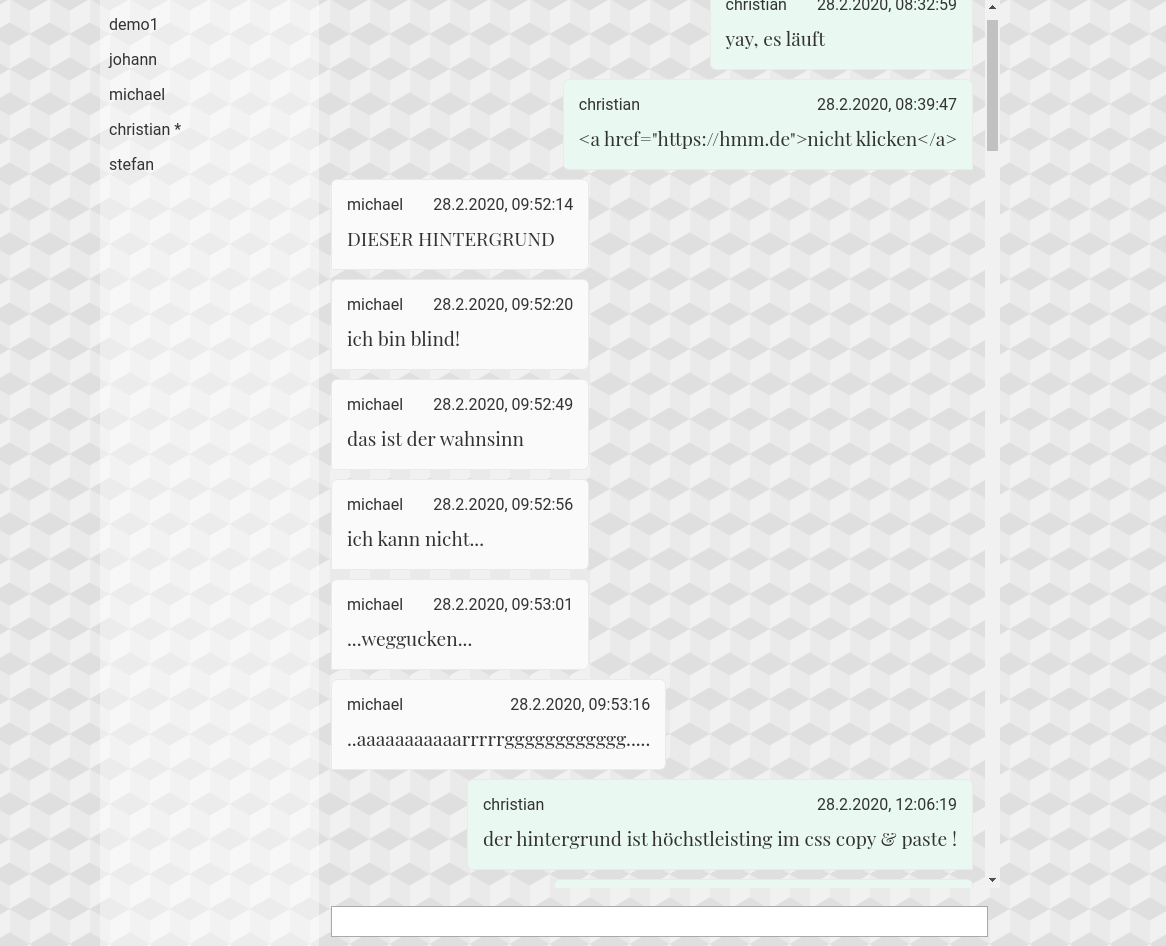 demo1
johann
michael
christian *
stefan
christian 28.2.2020, 08:32:59
yay, es läuft
christian 28.2.2020, 08:39:47
<a href="https://hmm.de">nicht klicken</a>
michael 28.2.2020, 09:52:14
DIESER HINTERGRUND
michael 28.2.2020, 09:52:20
ich bin blind!
michael 28.2.2020, 09:52:49
das ist der wahnsinn
michael 28.2.2020, 09:52:56
ich kann nicht...
michael 28.2.2020, 09:53:01
...weggucken...
michael 28.2.2020, 09:53:16
..aaaaaaaaaaarrrrrggggggggggggg.....
christian 28.2.2020, 12:06:19
der hintergrund ist höchstleisting im css copy & paste !